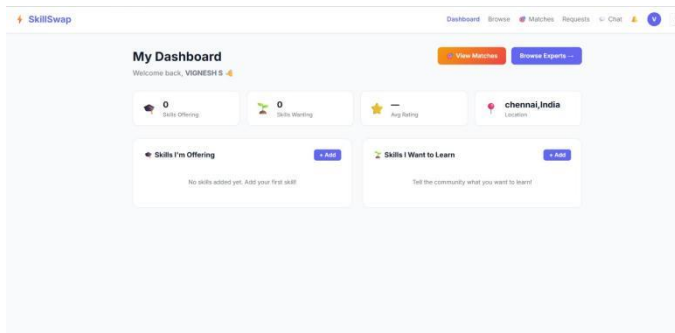 SkillSwap
Dashboard Browse Matches Requests Chat V
My Dashboard
View Matches Browse Experts →
Welcome back, VIGNESH S
0
Skills Offering
0
Skills Wanting
—
Avg Rating
chennai,India
Location
Skills I'm Offering + Add
Skills I Want to Learn + Add
No skills added yet. Add your first skill!
Tell the community what you want to learn!